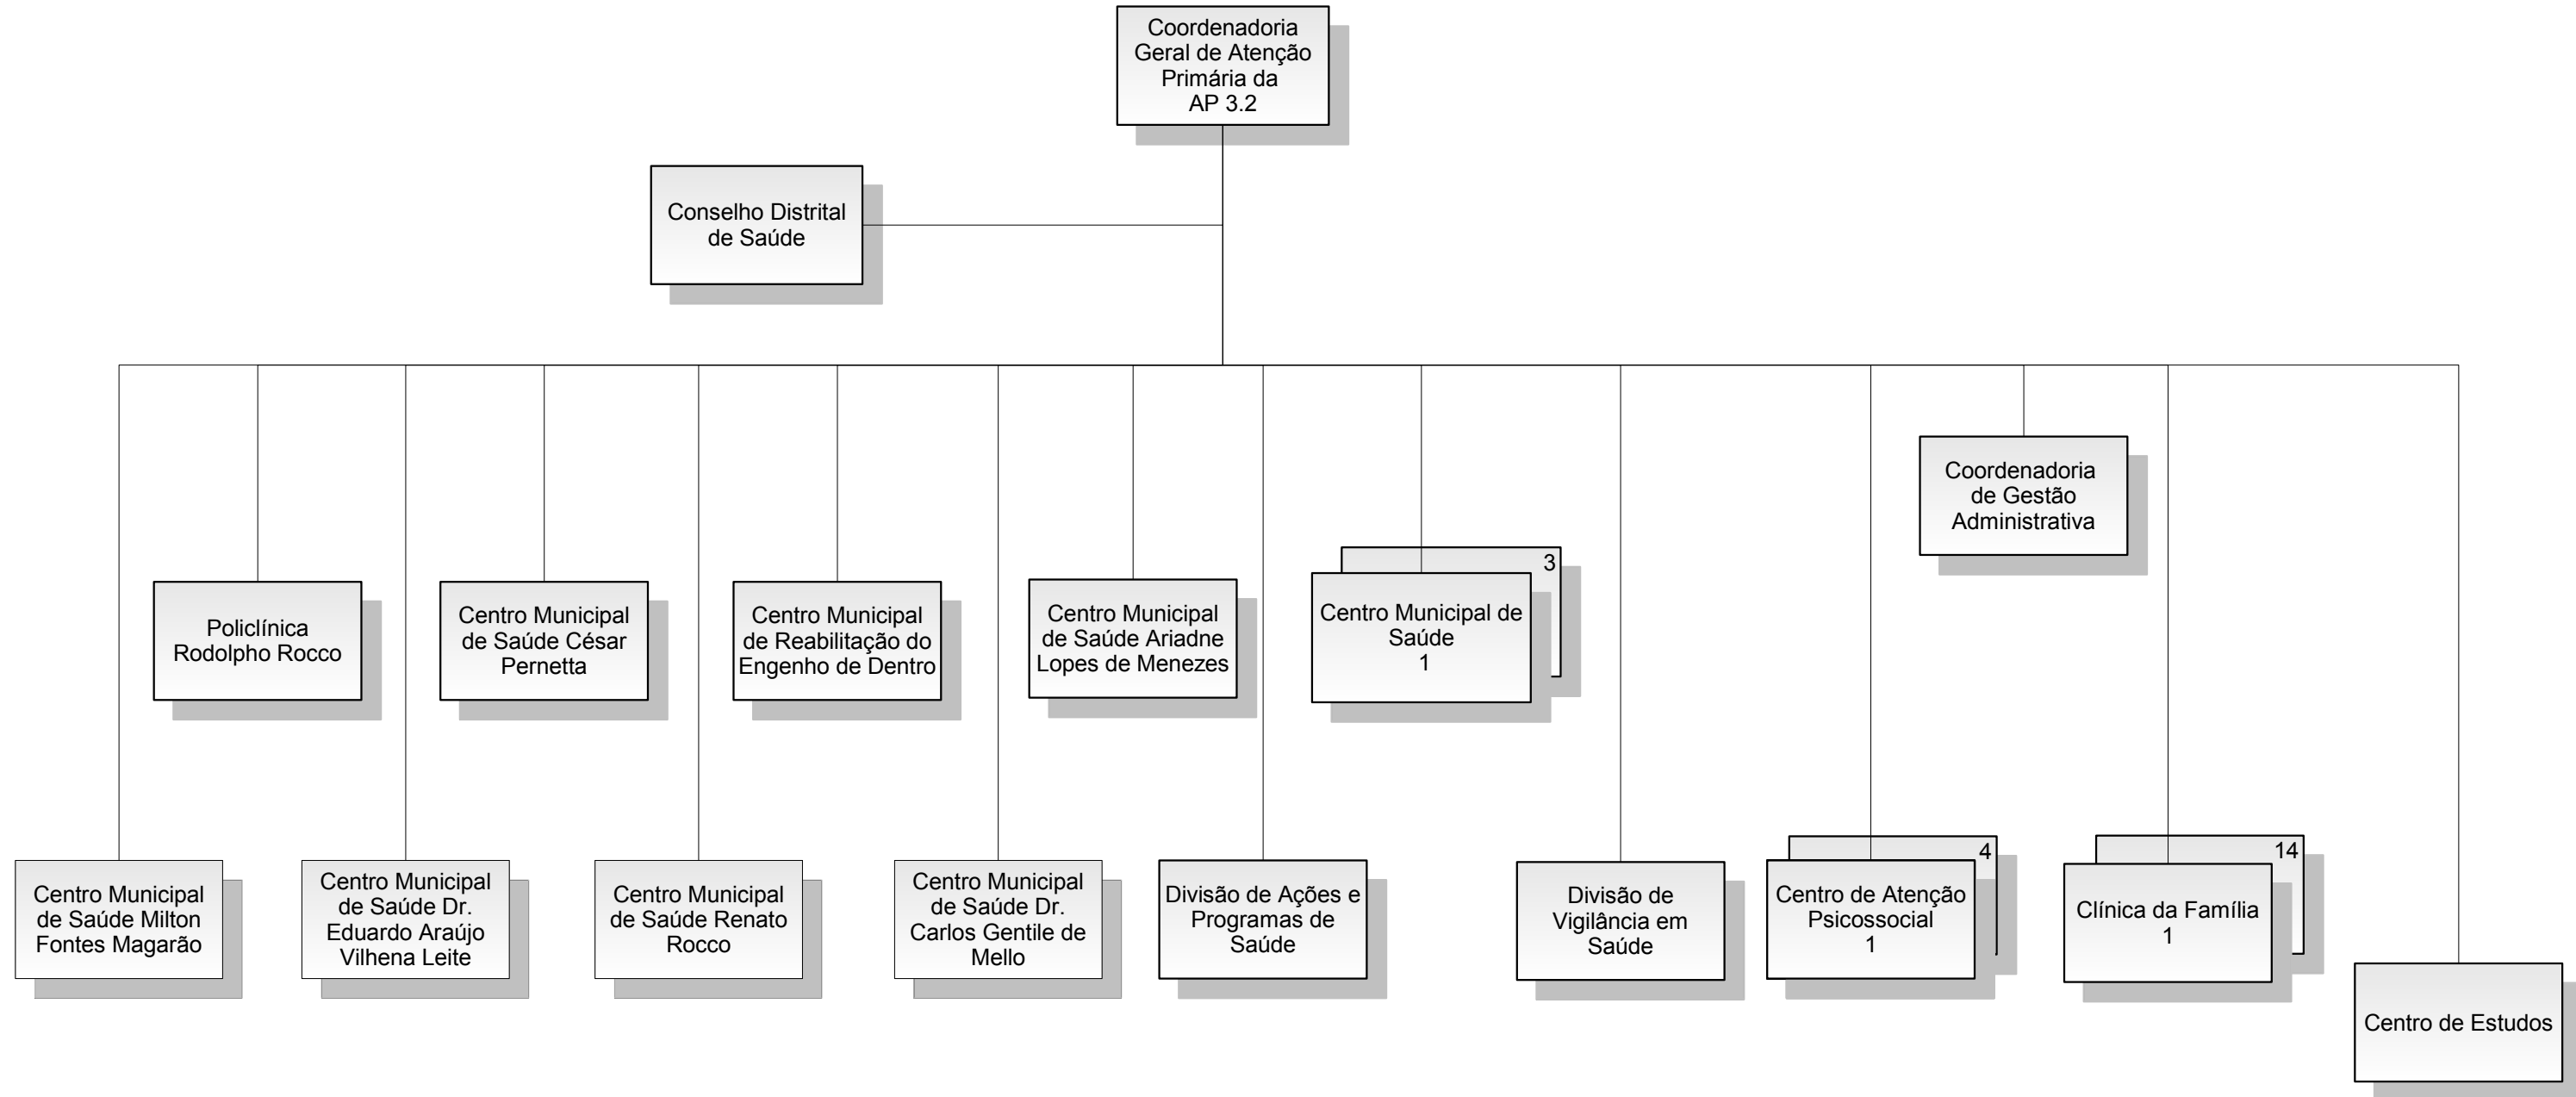 Coordenadoria
Geral de Atenção
Primária da
AP 3.2
Conselho Distrital
de Saúde
Coordenadoria
de Gestão
Administrativa
Policlínica
Rodolpho Rocco
Centro Municipal
de Saúde César
Pernetta
Centro Municipal
de Reabilitação do
Engenho de Dentro
Centro Municipal
de Saúde Ariadne
Lopes de Menezes
3
Centro Municipal de
Saúde
1
Centro Municipal
de Saúde Milton
Fontes Magarão
Centro Municipal
de Saúde Dr.
Eduardo Araújo
Vilhena Leite
Centro Municipal
de Saúde Renato
Rocco
Centro Municipal
de Saúde Dr.
Carlos Gentile de
Mello
Divisão de Ações e
Programas de
Saúde
Divisão de
Vigilância em
Saúde
4
Centro de Atenção
Psicossocial
1
14
Clínica da Família
1
Centro de Estudos